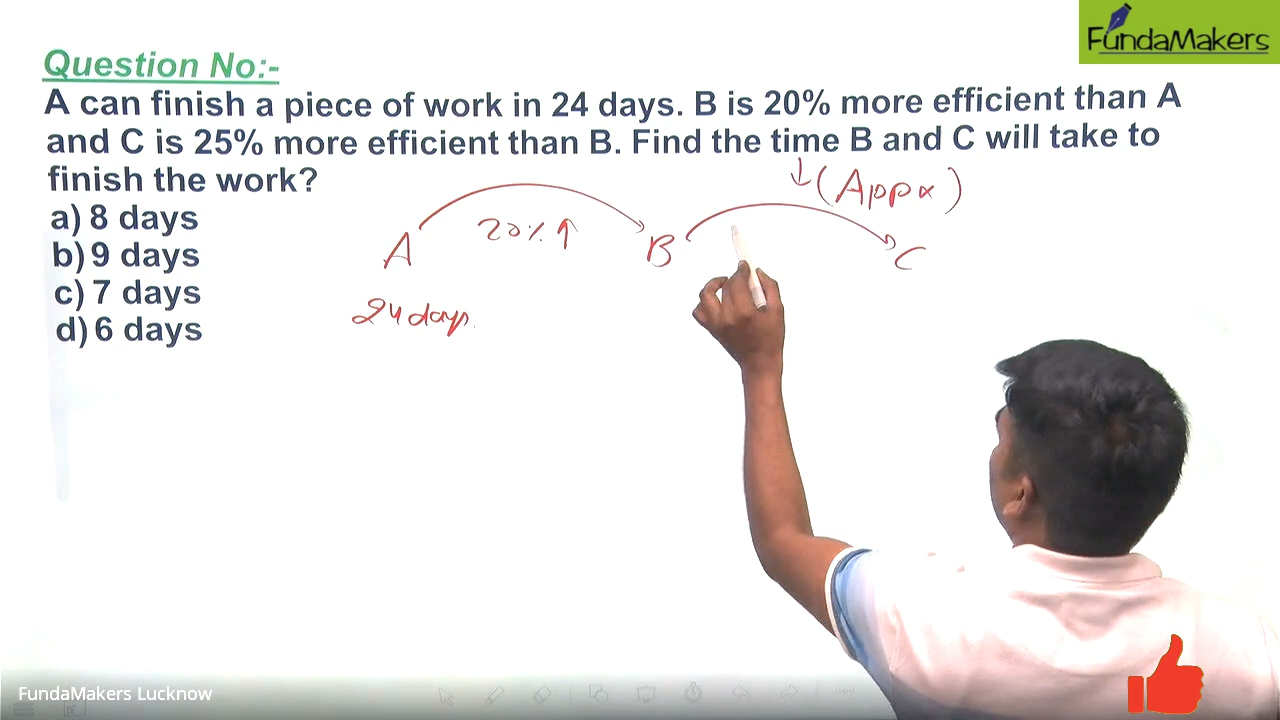 FundaMakers
Question No:-
A can finish a piece of work in 24 days. B is 20% more efficient than A
and C is 25% more efficient than B. Find the time B and C will take to
finish the work?
↓(Appx)
a) 8 days
b) 9 days
c) 7 days
d) 6 days
A 20%↑ B C
24 days.
FundaMakers Lucknow